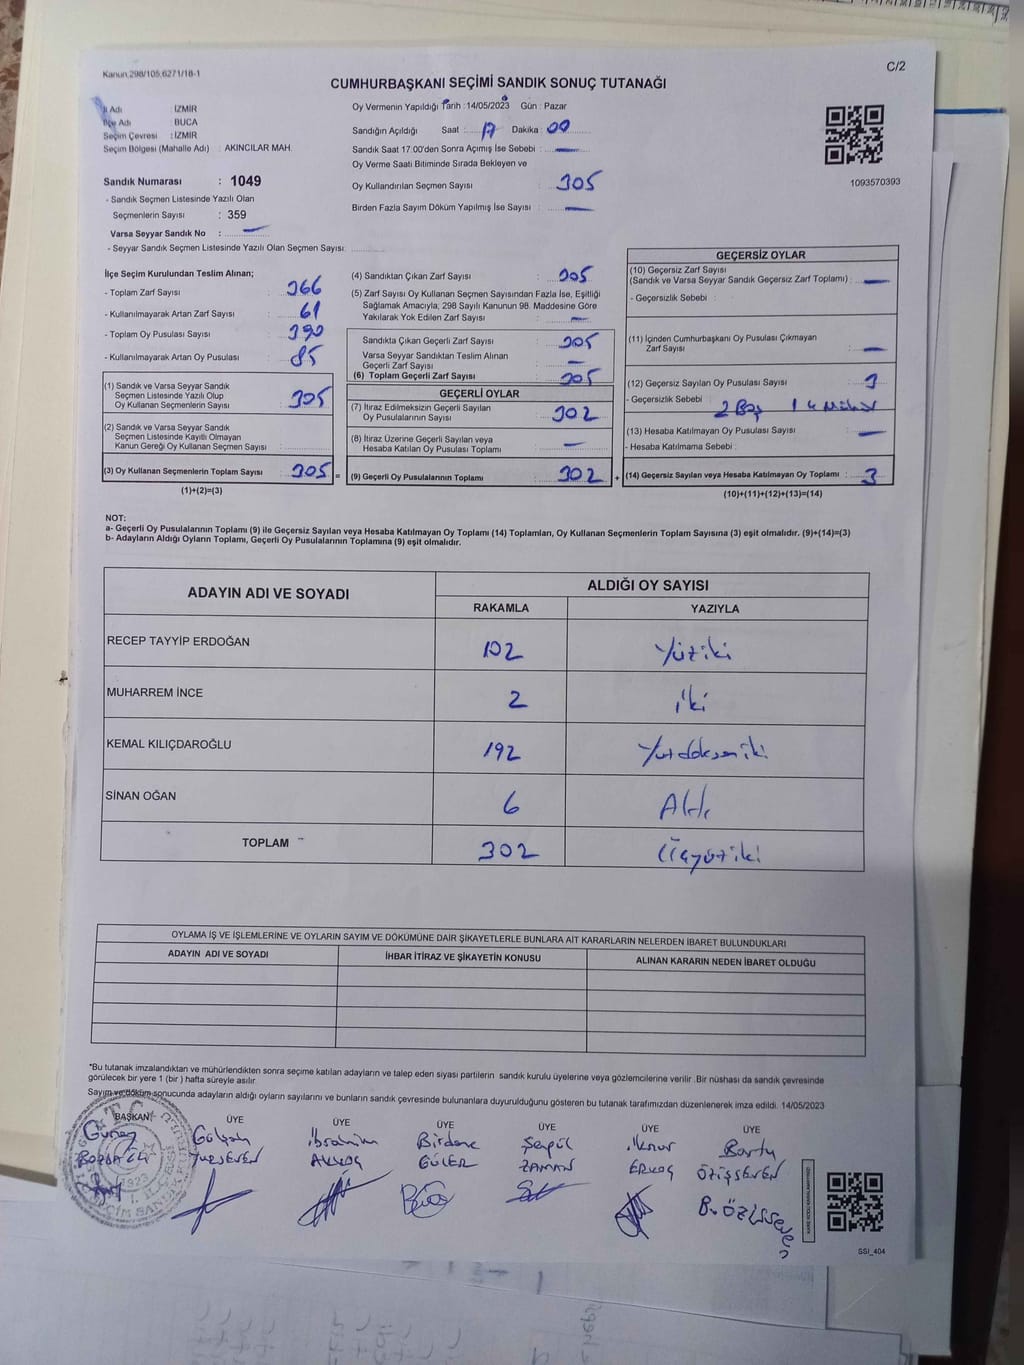 Kanun,298/105,6271/18-1
C/2
CUMHURBAŞKANI SEÇİMİ SANDIK SONUÇ TUTANAĞI
İl Adı : İZMİR
İlçe Adı : BUCA
Seçim Çevresi : İZMİR
Seçim Bölgesi (Mahalle Adı) : AKINCILAR MAH.
Sandık Numarası : 1049
- Sandık Seçmen Listesinde Yazılı Olan
Seçmenlerin Sayısı : 359
Varsa Seyyar Sandık No :
- Seyyar Sandık Seçmen Listesinde Yazılı Olan Seçmen Sayısı:
Oy Vermenin Yapıldığı Tarih :14/05/2023 Gün : Pazar
Sandığın Açıldığı Saat : 17 Dakika : 00
Sandık Saat 17:00'den Sonra Açımış İse Sebebi : —
Oy Verme Saati Bitiminde Sırada Bekleyen ve
Oy Kullandırılan Seçmen Sayısı : 305
Birden Fazla Sayım Döküm Yapılmış İse Sayısı : —
1093570393
İlçe Seçim Kurulundan Teslim Alınan;
- Toplam Zarf Sayısı : 366
- Kullanılmayarak Artan Zarf Sayısı : 61
- Toplam Oy Pusulası Sayısı : 390
- Kullanılmayarak Artan Oy Pusulası : 85
(1) Sandık ve Varsa Seyyar Sandık
Seçmen Listesinde Yazılı Olup
Oy Kullanan Seçmenlerin Sayısı : 305
(2) Sandık ve Varsa Seyyar Sandık
Seçmen Listesinde Kayıtlı Olmayan
Kanun Gereği Oy Kullanan Seçmen Sayısı :
(3) Oy Kullanan Seçmenlerin Toplam Sayısı : 305 =
(1)+(2)=(3)
(4) Sandıktan Çıkan Zarf Sayısı : 305
(5) Zarf Sayısı Oy Kullanan Seçmen Sayısından Fazla İse, Eşitliği
Sağlamak Amacıyla; 298 Sayılı Kanunun 98. Maddesine Göre
Yakılarak Yok Edilen Zarf Sayısı : —
Sandıkta Çıkan Geçerli Zarf Sayısı : 305
Varsa Seyyar Sandıktan Teslim Alınan
Geçerli Zarf Sayısı : —
(6) Toplam Geçerli Zarf Sayısı : 305
GEÇERLİ OYLAR
(7) İtiraz Edilmeksizin Geçerli Sayılan
Oy Pusulalarının Sayısı : 302
(8) İtiraz Üzerine Geçerli Sayılan veya
Hesaba Katılan Oy Pusulası Toplamı : —
(9) Geçerli Oy Pusulalarının Toplamı : 302 +
GEÇERSİZ OYLAR
(10) Geçersiz Zarf Sayısı
(Sandık ve Varsa Seyyar Sandık Geçersiz Zarf Toplamı) : —
- Geçersizlik Sebebi :
(11) İçinden Cumhurbaşkanı Oy Pusulası Çıkmayan
Zarf Sayısı : —
(12) Geçersiz Sayılan Oy Pusulası Sayısı : 3
- Geçersizlik Sebebi : 2 Boş 1
(13) Hesaba Katılmayan Oy Pusulası Sayısı : —
- Hesaba Katılmama Sebebi :
(14) Geçersiz Sayılan veya Hesaba Katılmayan Oy Toplamı : 3
(10)+(11)+(12)+(13)=(14)
NOT:
a- Geçerli Oy Pusulalarının Toplamı (9) ile Geçersiz Sayılan veya Hesaba Katılmayan Oy Toplamı (14) Toplamları, Oy Kullanan Seçmenlerin Toplam Sayısına (3) eşit olmalıdır. (9)+(14)=(3)
b- Adayların Aldığı Oyların Toplamı, Geçerli Oy Pusulalarının Toplamına (9) eşit olmalıdır.
ADAYIN ADI VE SOYADI
ALDIĞI OY SAYISI
RAKAMLA YAZIYLA
RECEP TAYYİP ERDOĞAN 102 Yüziki
MUHARREM İNCE 2 iki
KEMAL KILIÇDAROĞLU 192 Yüzdoksaniki
SİNAN OĞAN 6 Altı
TOPLAM 302 Üçyüziki
OYLAMA İŞ VE İŞLEMLERİNE VE OYLARIN SAYIM VE DÖKÜMÜNE DAİR ŞİKAYETLERLE BUNLARA AİT KARARLARIN NELERDEN İBARET BULUNDUKLARI
ADAYIN ADI VE SOYADI İHBAR İTİRAZ VE ŞİKAYETİN KONUSU ALINAN KARARIN NEDEN İBARET OLDUĞU
*Bu tutanak imzalandıktan ve mühürlendikten sonra seçime katılan adayların ve talep eden siyasi partilerin sandık kurulu üyelerine veya gözlemcilerine verilir. Bir nüshası da sandık çevresinde
görülecek bir yere 1 (bir ) hafta süreyle asılır.
Sayım ve döküm sonucunda adayların aldığı oyların sayılarını ve bunların sandık çevresinde bulunanlara duyurulduğunu gösteren bu tutanak tarafımızdan düzenlenerek imza edildi. 14/05/2023
BAŞKAN ÜYE ÜYE ÜYE ÜYE ÜYE ÜYE
Gülşah İbrahim Birdane Şengül İlknur Bartu
TURSEVEN AKKOÇ GÜLER ZAMAN ERKOÇ ÖZİŞSEVEN
B. ÖZİŞSEVEN
SSI_404